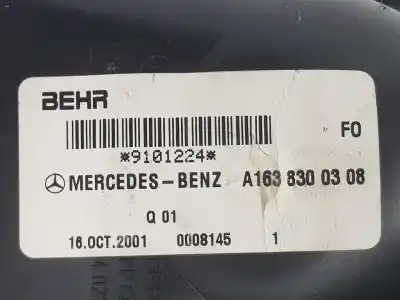 BEHR
FO
*9101224*
MERCEDES-BENZ A163 830 03 08
Q 01
16.OCT.2001 0008145 1